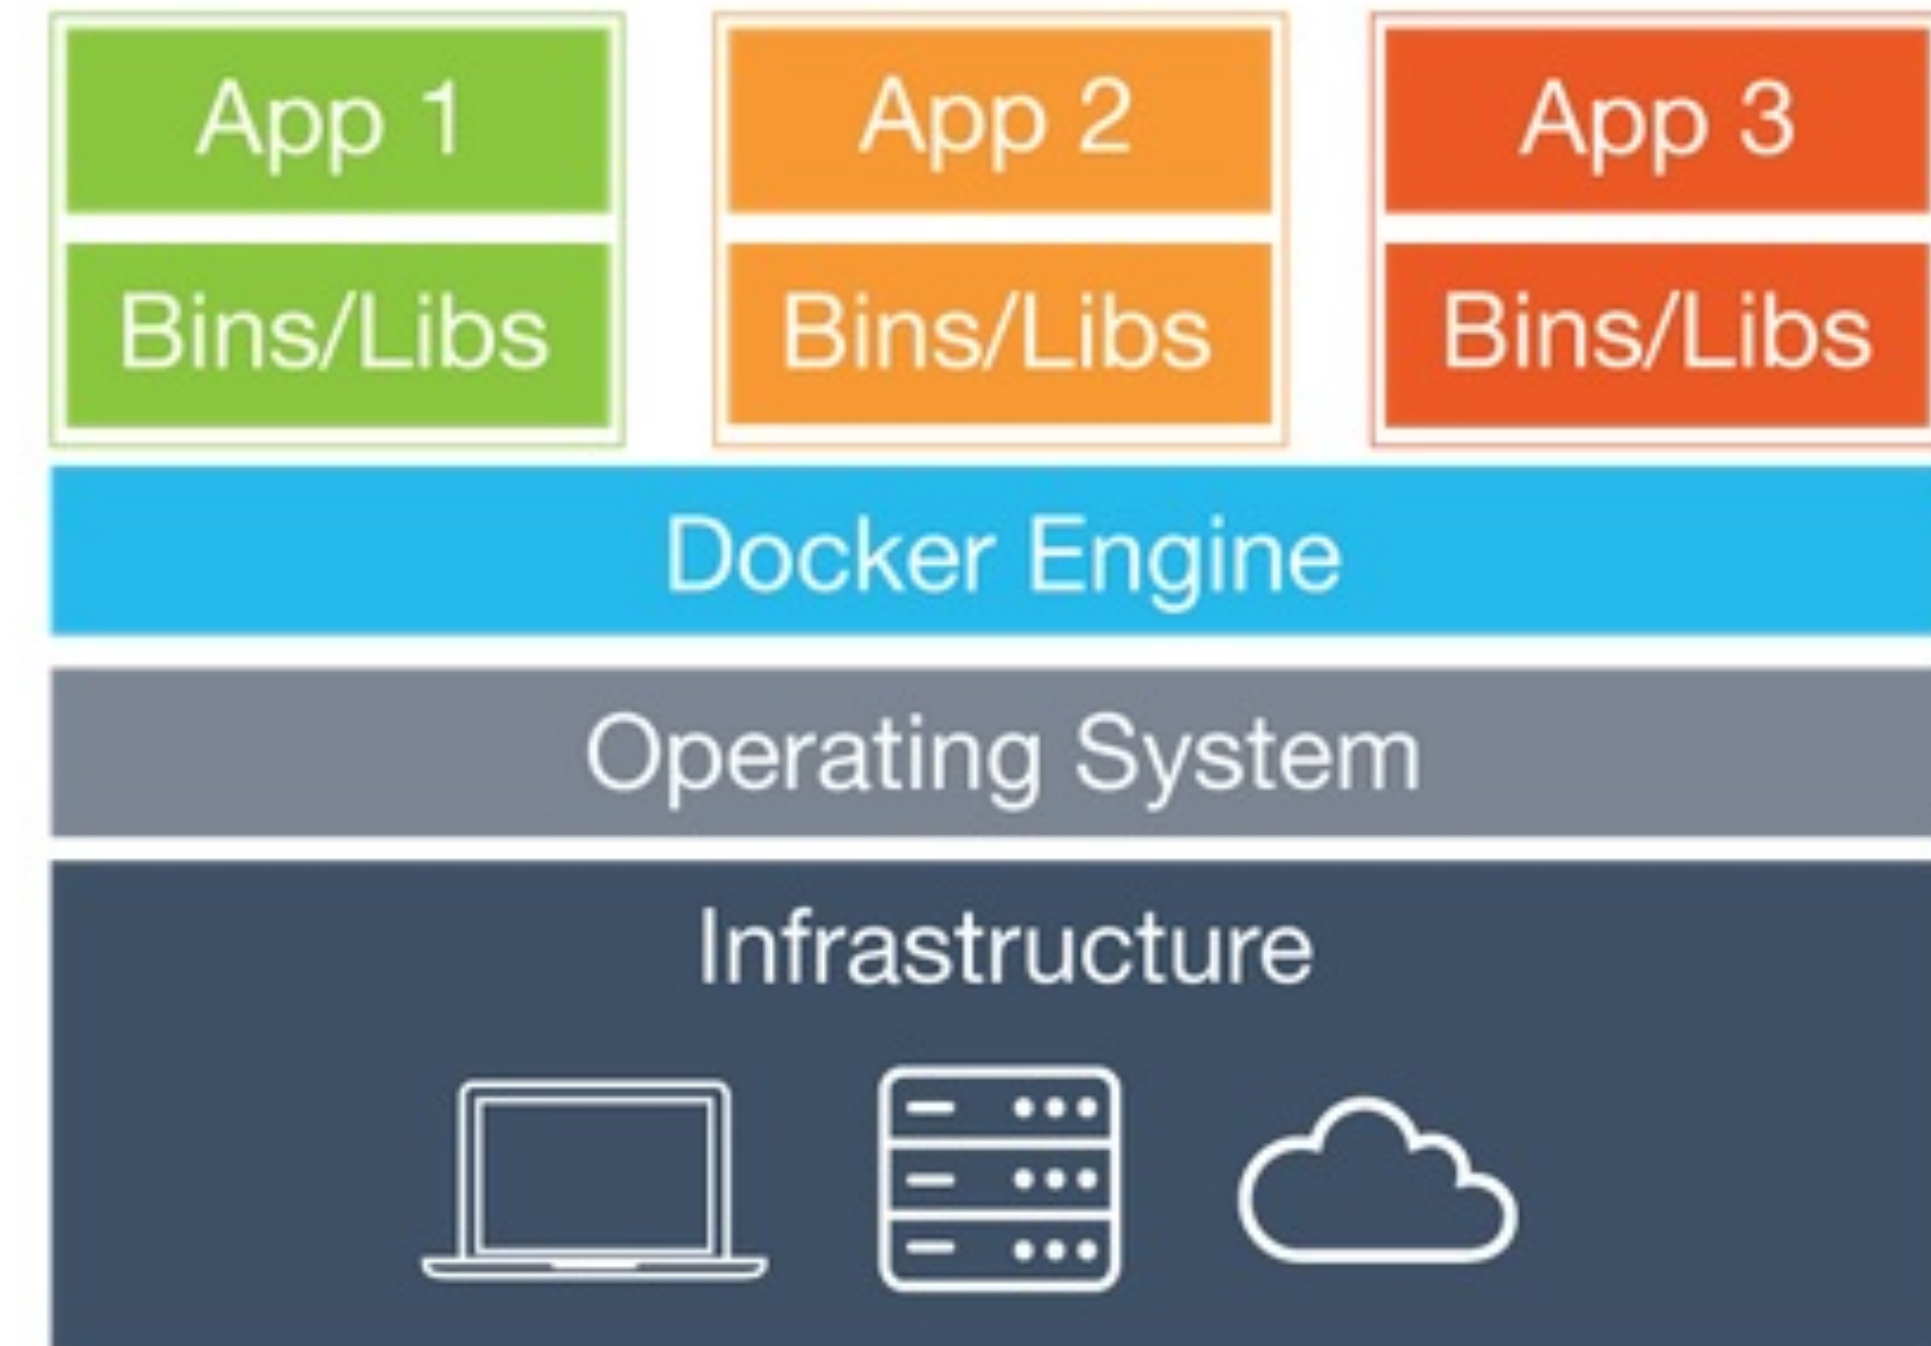 App 1
App 2
App 3
Bins/Libs
Bins/Libs
Bins/Libs
Docker Engine
Operating System
Infrastructure